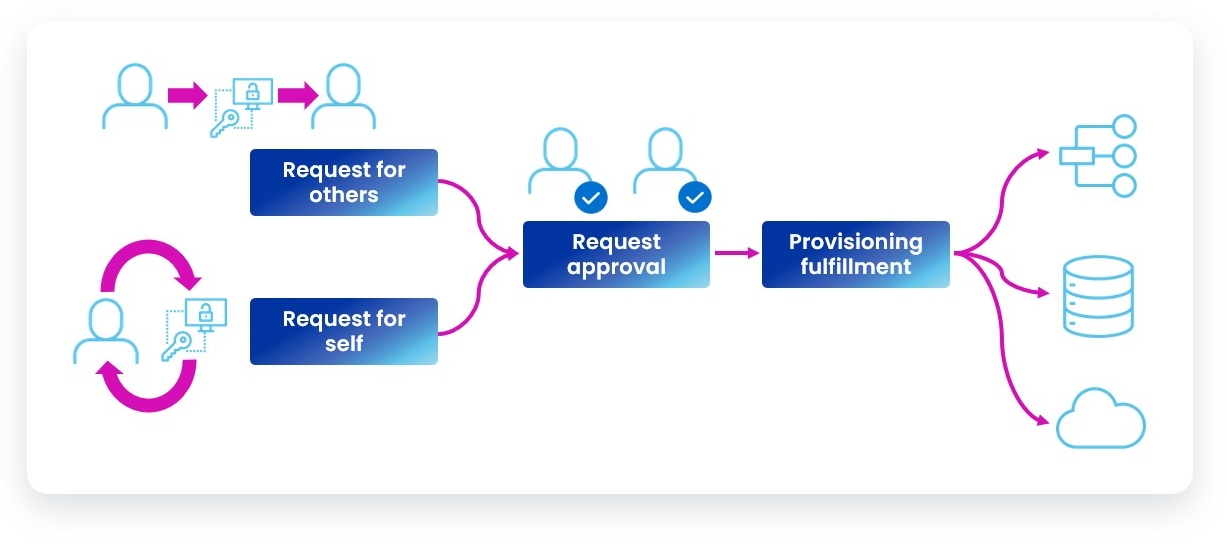 Request for
others
Request
approval
Provisioning
fulfillment
Request for
self